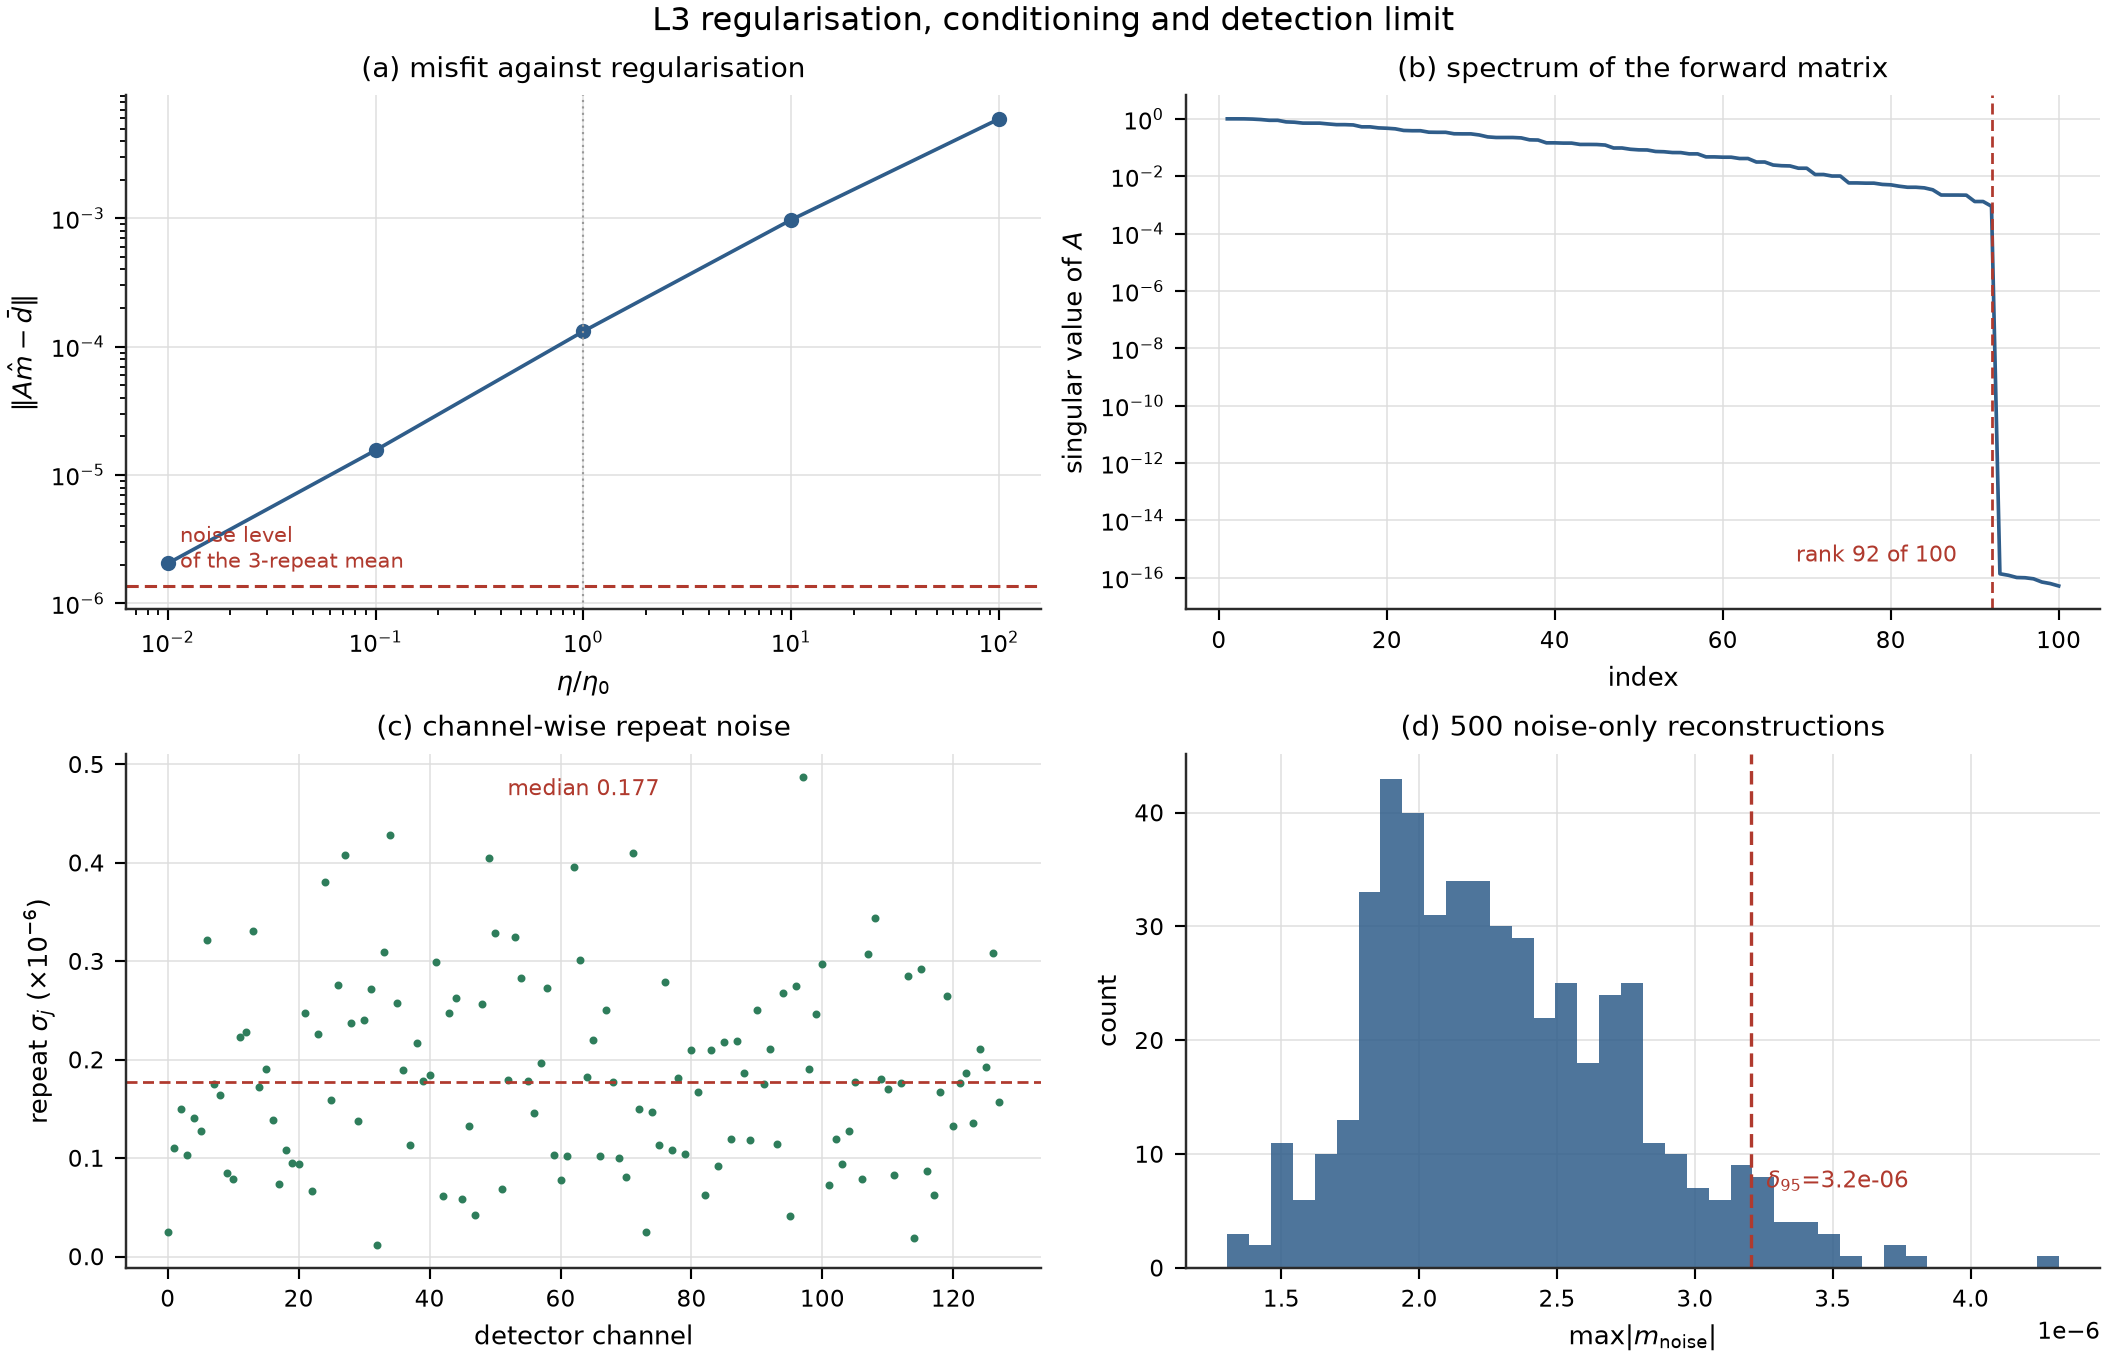 L3 regularisation, conditioning and detection limit
(a) misfit against regularisation
10⁻³
10⁻⁴
10⁻⁵
10⁻⁶
‖Am̂ − d̄‖
noise level
of the 3-repeat mean
10⁻² 10⁻¹ 10⁰ 10¹ 10²
η/η₀
(b) spectrum of the forward matrix
10⁰
10⁻²
10⁻⁴
10⁻⁶
10⁻⁸
10⁻¹⁰
10⁻¹²
10⁻¹⁴
10⁻¹⁶
singular value of A
rank 92 of 100
0 20 40 60 80 100
index
(c) channel-wise repeat noise
0.5
0.4
0.3
0.2
0.1
0.0
repeat σⱼ (×10⁻⁶)
median 0.177
0 20 40 60 80 100 120
detector channel
(d) 500 noise-only reconstructions
40
30
20
10
0
count
δ₉₅=3.2e-06
1.5 2.0 2.5 3.0 3.5 4.0
1e−6
max|m_noise|